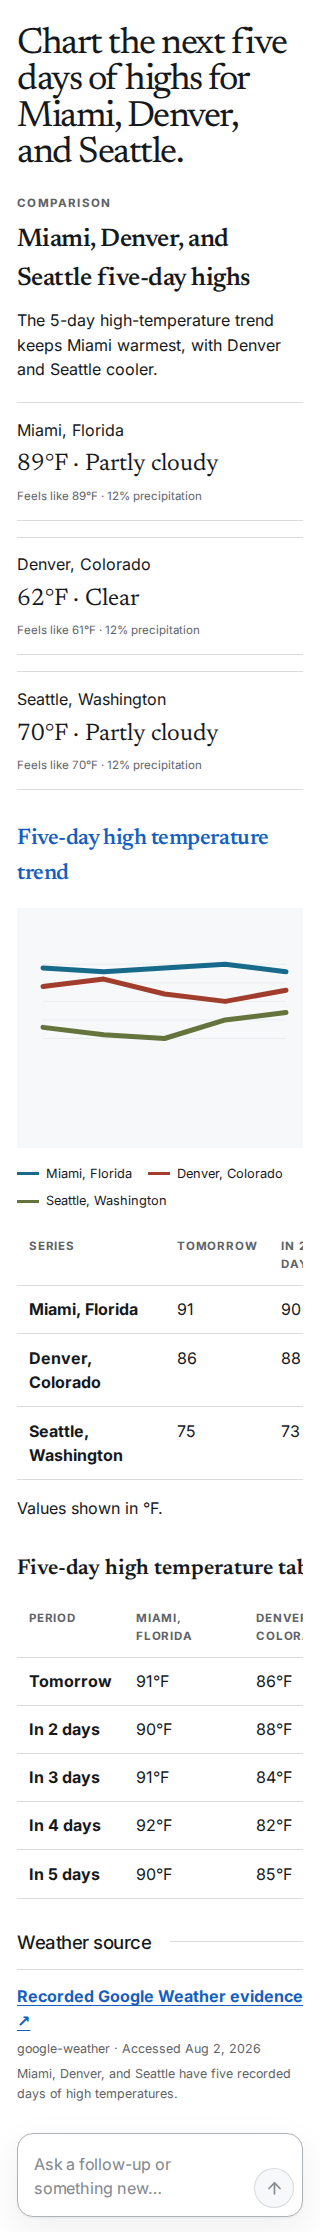 Chart the next five
days of highs for
Miami, Denver,
and Seattle.
COMPARISON
Miami, Denver, and
Seattle five-day highs
The 5-day high-temperature trend
keeps Miami warmest, with Denver
and Seattle cooler.
Miami, Florida
89°F · Partly cloudy
Feels like 89°F · 12% precipitation
Denver, Colorado
62°F · Clear
Feels like 61°F · 12% precipitation
Seattle, Washington
70°F · Partly cloudy
Feels like 70°F · 12% precipitation
Five-day high temperature
trend
Miami, Florida Denver, Colorado
Seattle, Washington
SERIES TOMORROW IN 2
Miami, Florida 91 90
Denver, 86 88
Colorado
Seattle, 75 73
Washington
Values shown in °F.
Five-day high temperature
PERIOD MIAMI,
FLORIDA
Tomorrow 91°F 86°F
In 2 days 90°F 88°F
In 3 days 91°F 84°F
In 4 days 92°F 82°F
In 5 days 90°F 85°F
Weather source
Recorded Google Weather evidence
↗
google-weather · Accessed Aug 2, 2026
Miami, Denver, and Seattle have five recorded
days of high temperatures.
Ask a follow-up or
something new...